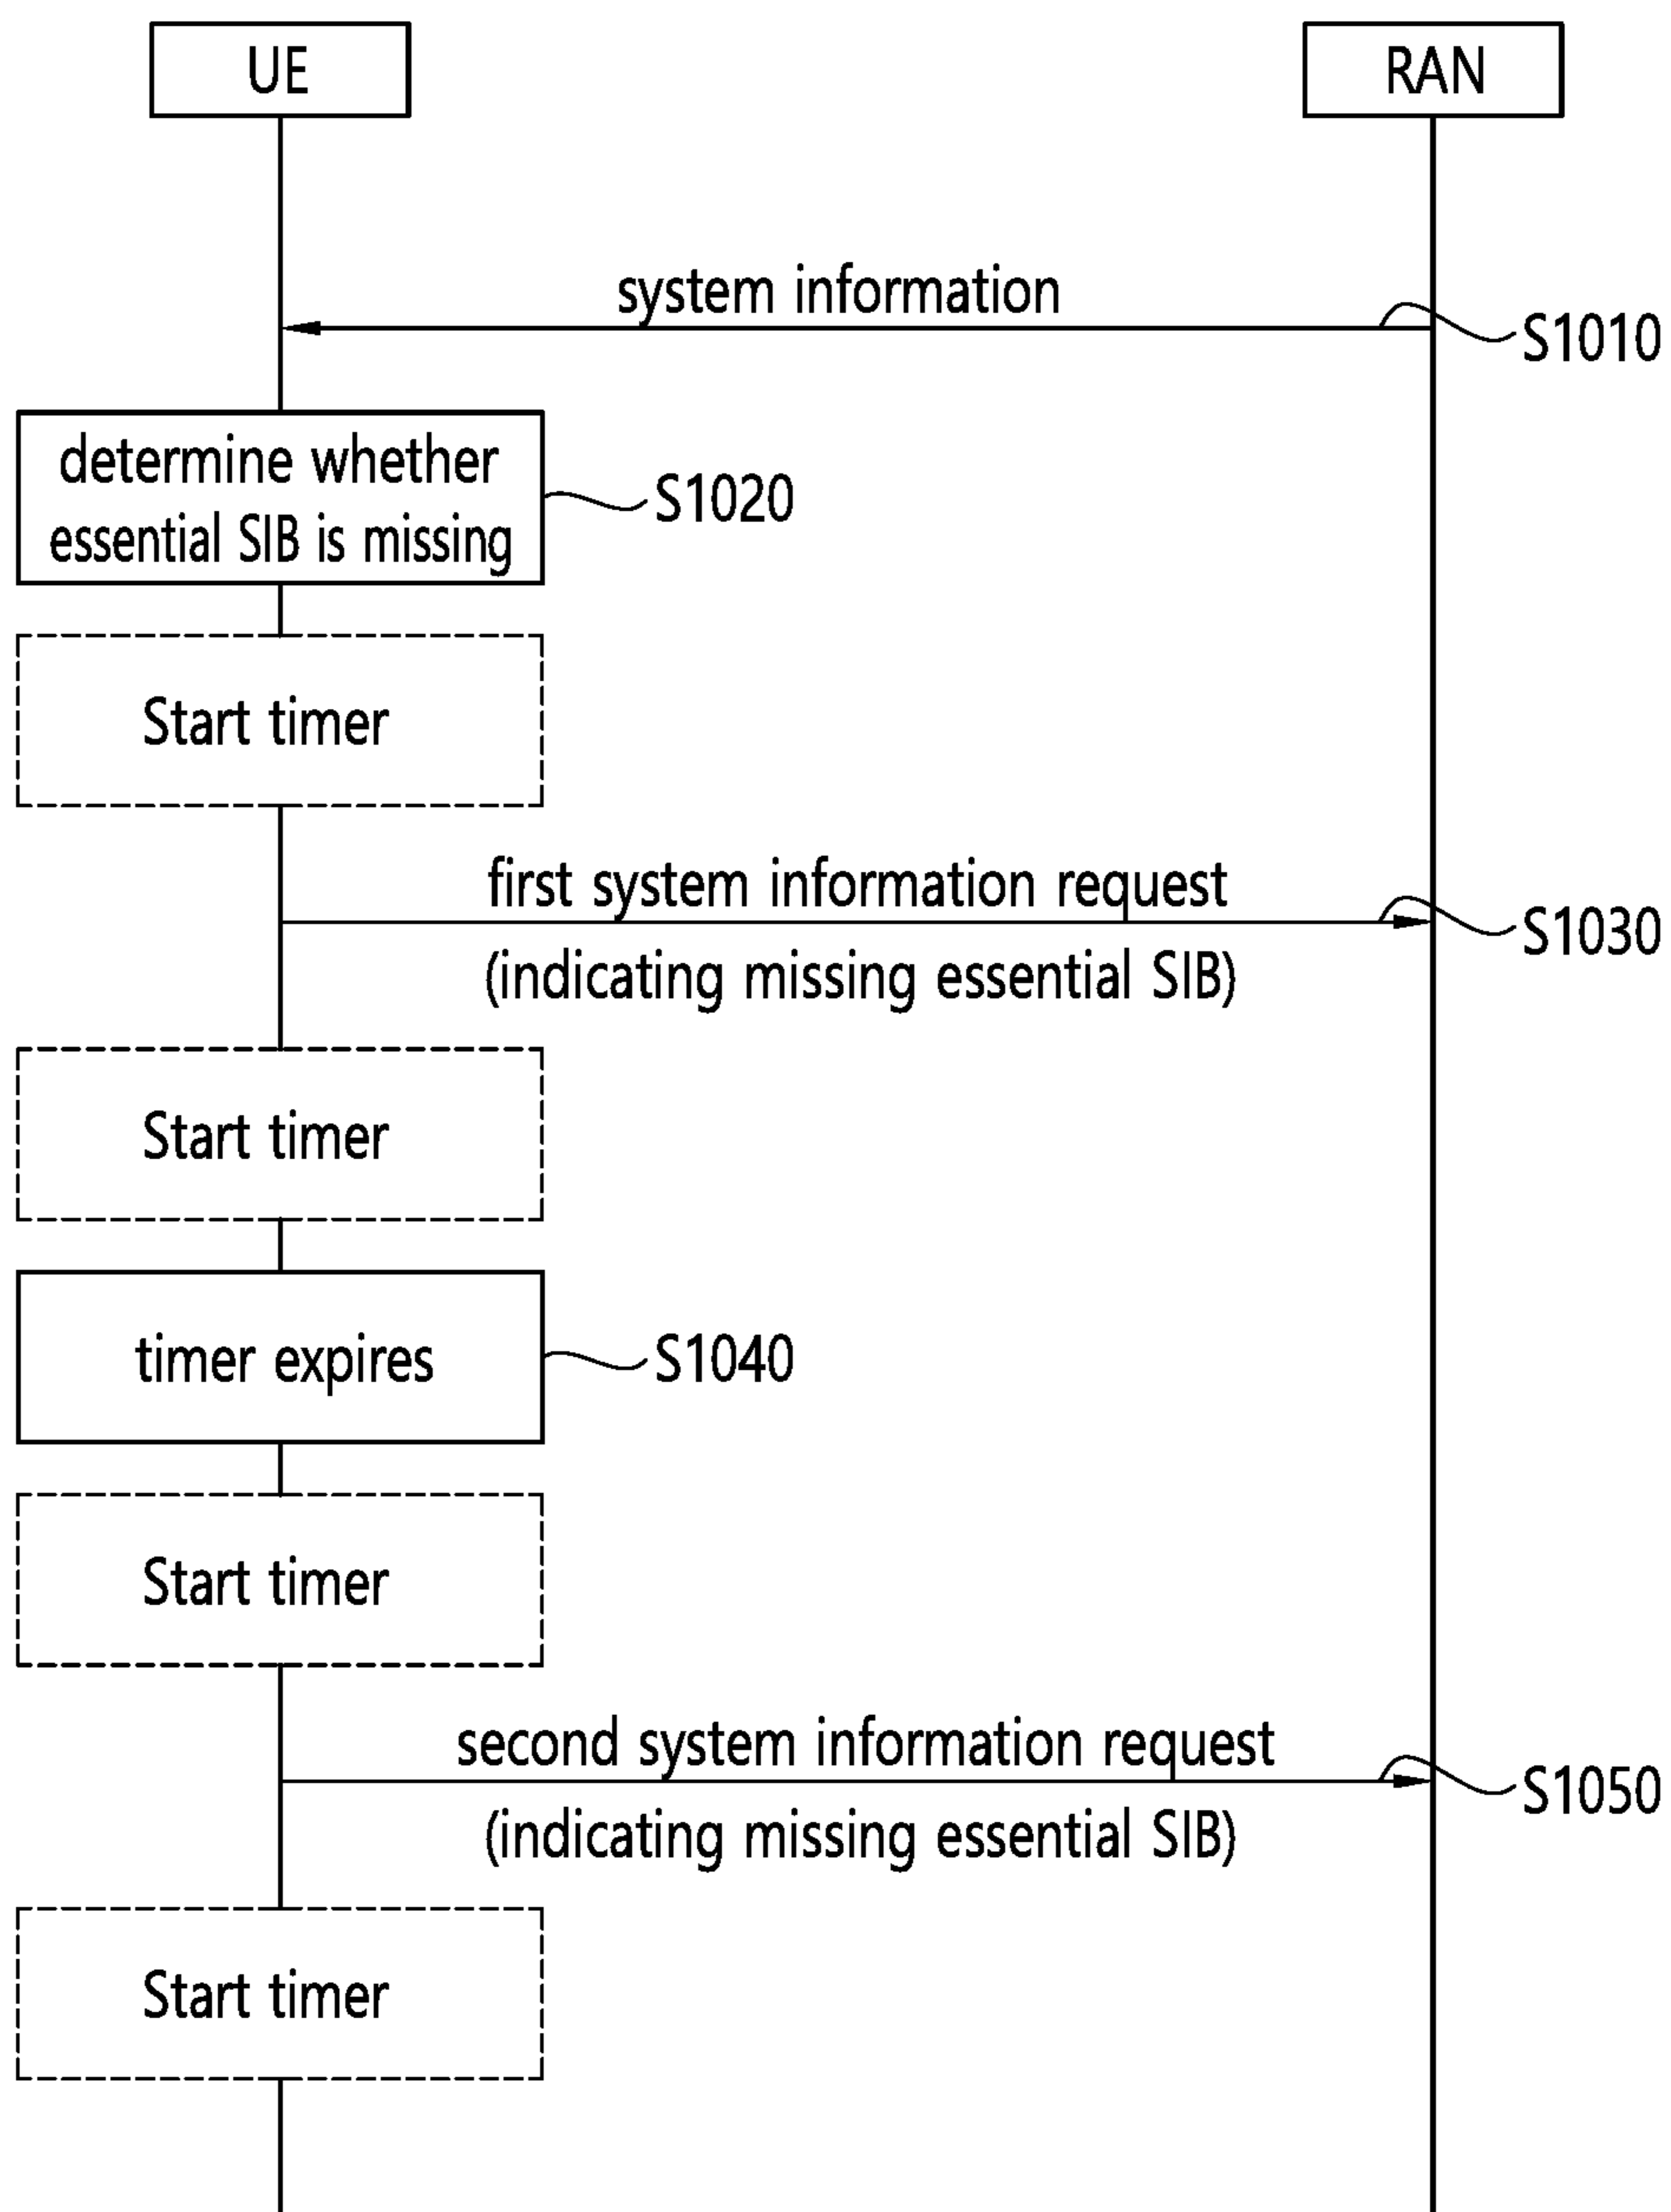 UE
RAN
system information
S1010
determine whether
essential SIB is missing
S1020
Start timer
first system information request
S1030
(indicating missing essential SIB)
Start timer
timer expires
S1040
Start timer
second system information request
S1050
(indicating missing essential SIB)
Start timer